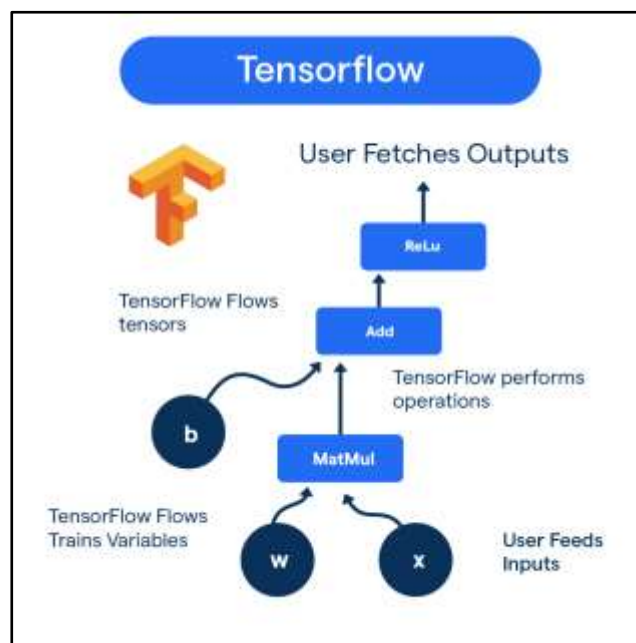 Tensorflow
User Fetches Outputs
ReLu
TensorFlow Flows
tensors
Add
TensorFlow performs
operations
b
MatMul
TensorFlow Flows
Trains Variables
w
x
User Feeds
Inputs